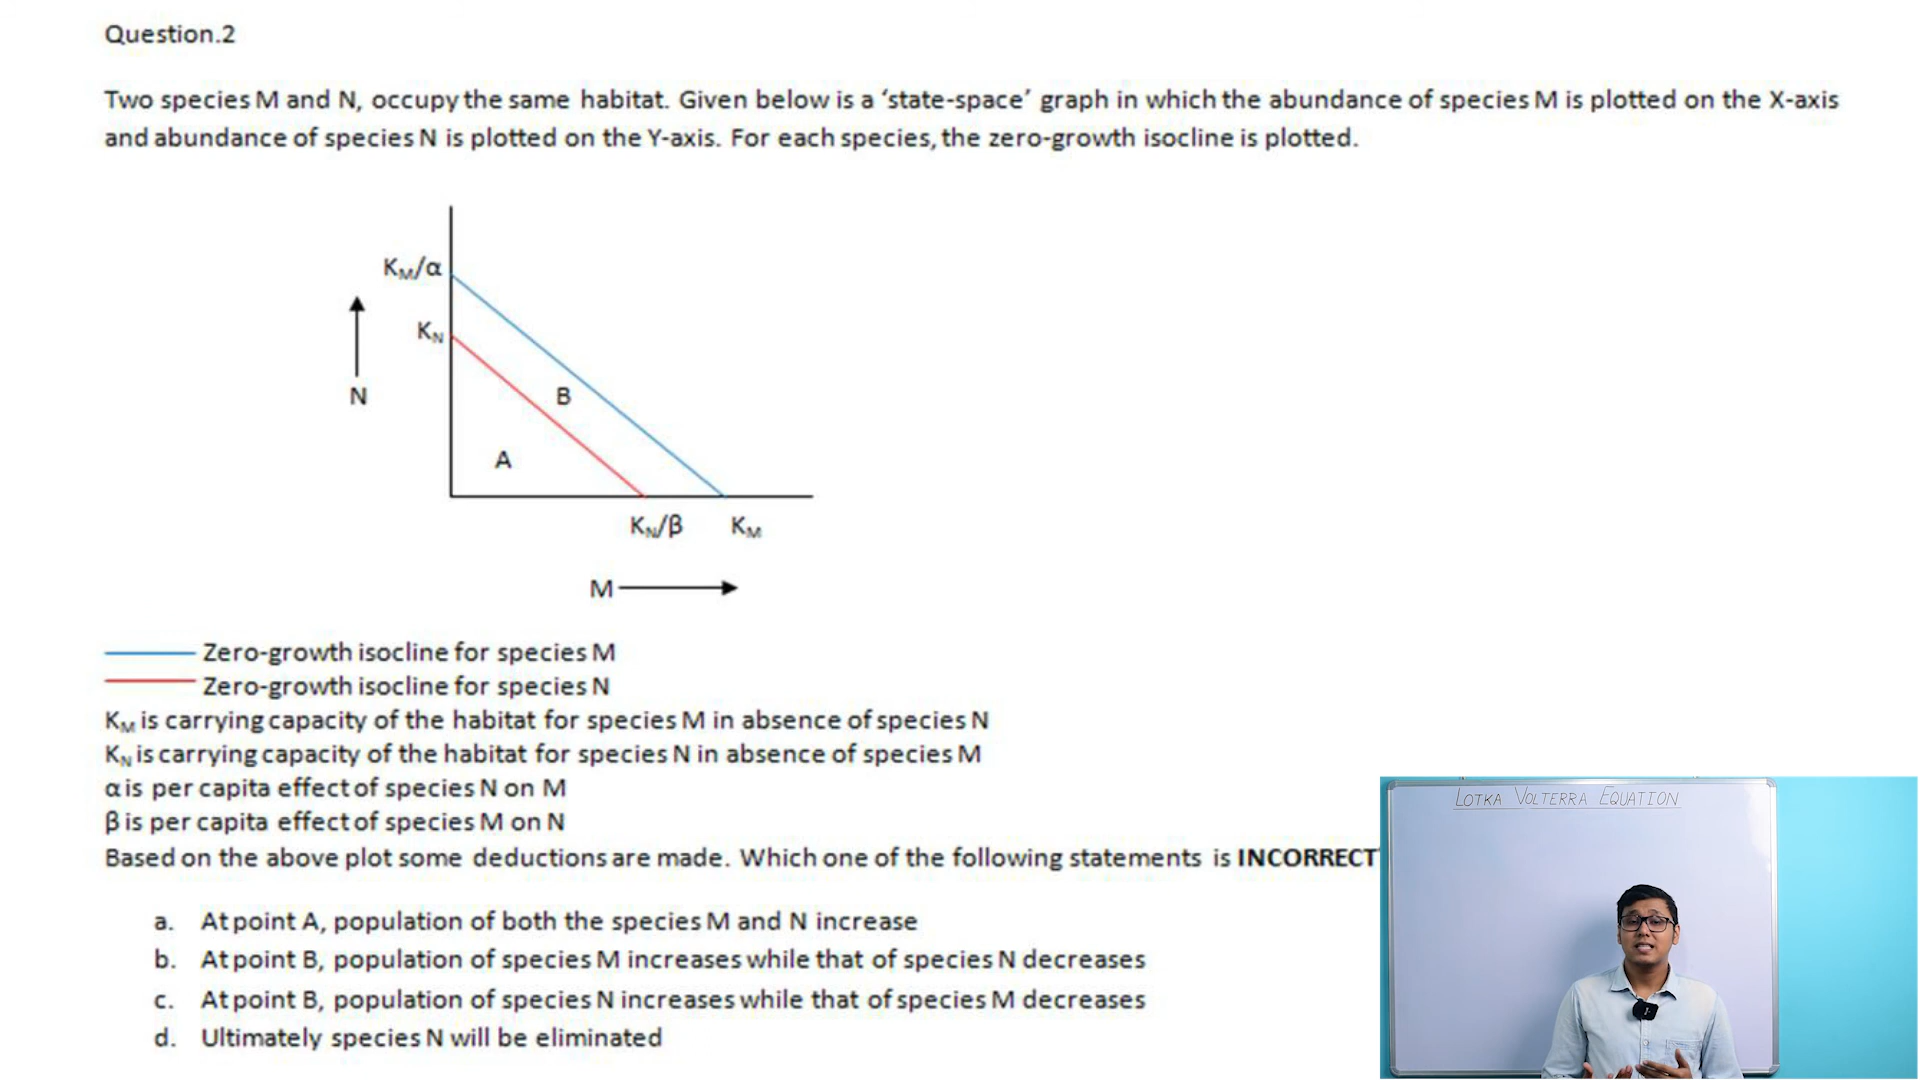 Question.2
Two species M and N, occupy the same habitat. Given below is a ‘state-space’ graph in which the abundance of species M is plotted on the X-axis
and abundance of species N is plotted on the Y-axis. For each species, the zero-growth isocline is plotted.
K_M/α
K_N
N
B
A
K_N/β K_M
M
Zero-growth isocline for species M
Zero-growth isocline for species N
K_M is carrying capacity of the habitat for species M in absence of species N
K_N is carrying capacity of the habitat for species N in absence of species M
α is per capita effect of species N on M
β is per capita effect of species M on N
Based on the above plot some deductions are made. Which one of the following statements is INCORRECT
a. At point A, population of both the species M and N increase
b. At point B, population of species M increases while that of species N decreases
c. At point B, population of species N increases while that of species M decreases
d. Ultimately species N will be eliminated
LOTKA VOLTERRA EQUATION